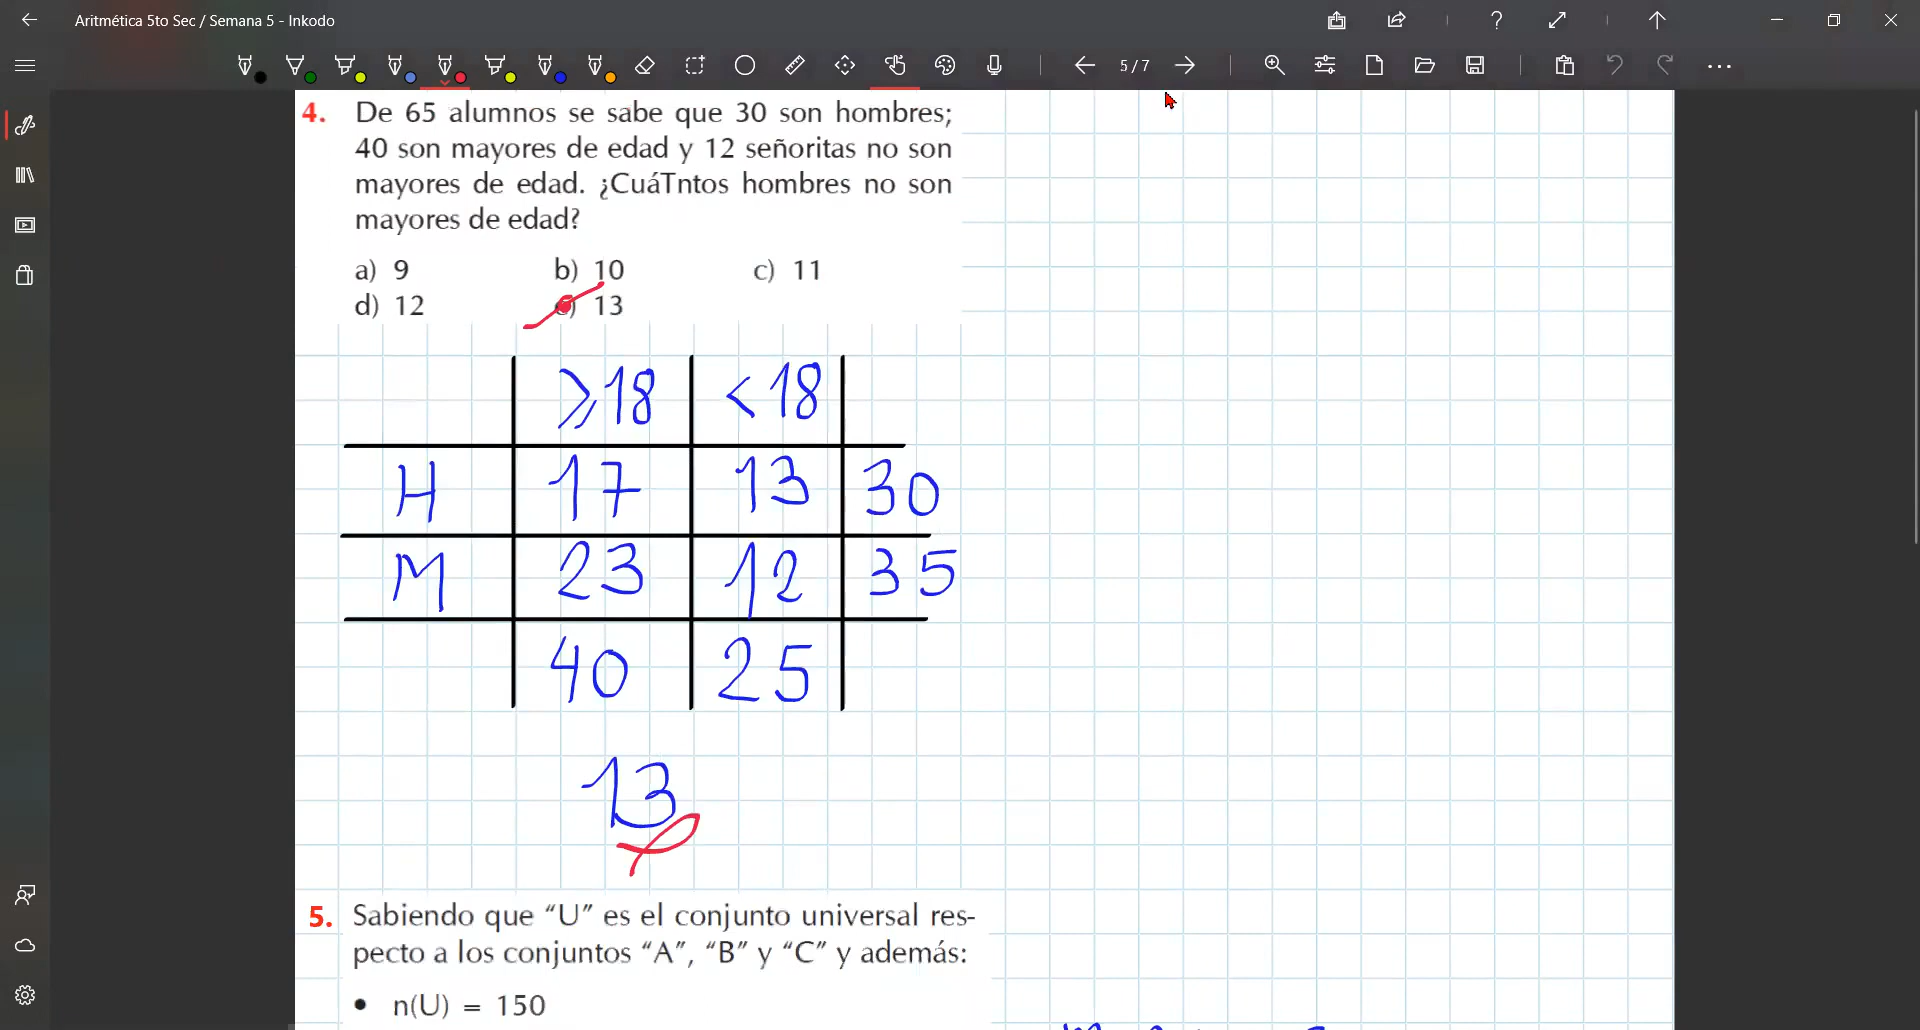 Aritmética 5to Sec / Semana 5 - Inkodo
5 / 7
4. De 65 alumnos se sabe que 30 son hombres;
40 son mayores de edad y 12 señoritas no son
mayores de edad. ¿CuáTntos hombres no son
mayores de edad?
a) 9 b) 10 c) 11
d) 12 e) 13
≥18 <18
H 17 13 30
M 23 12 35
40 25
13
5. Sabiendo que “U” es el conjunto universal res-
pecto a los conjuntos “A”, “B” y “C” y además:
• n(U) = 150